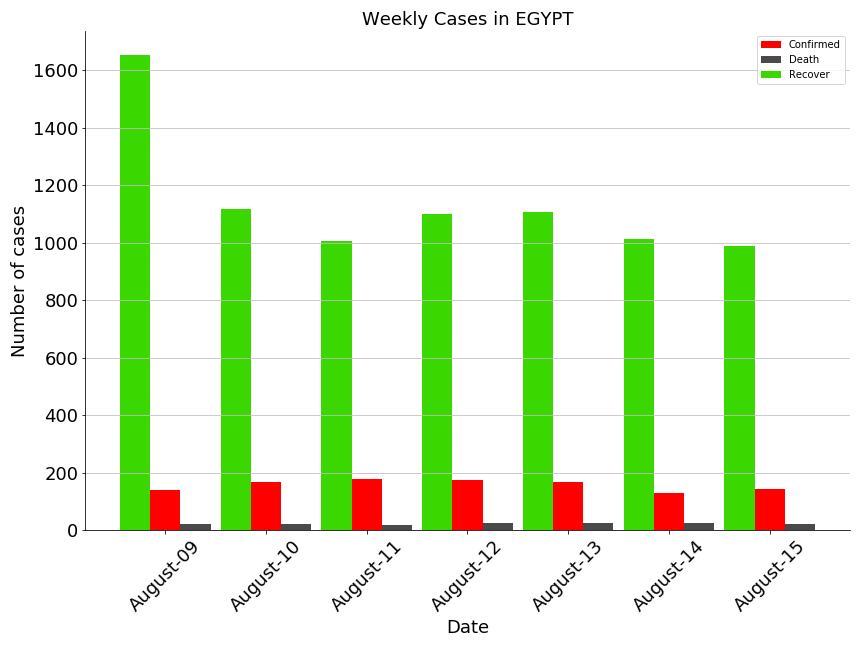 Weekly Cases in EGYPT
Confirmed
Death
Recover
Number of cases
1600
1400
1200
1000
800
600
400
200
0
August-09
August-10
August-11
August-12
August-13
August-14
August-15
Date